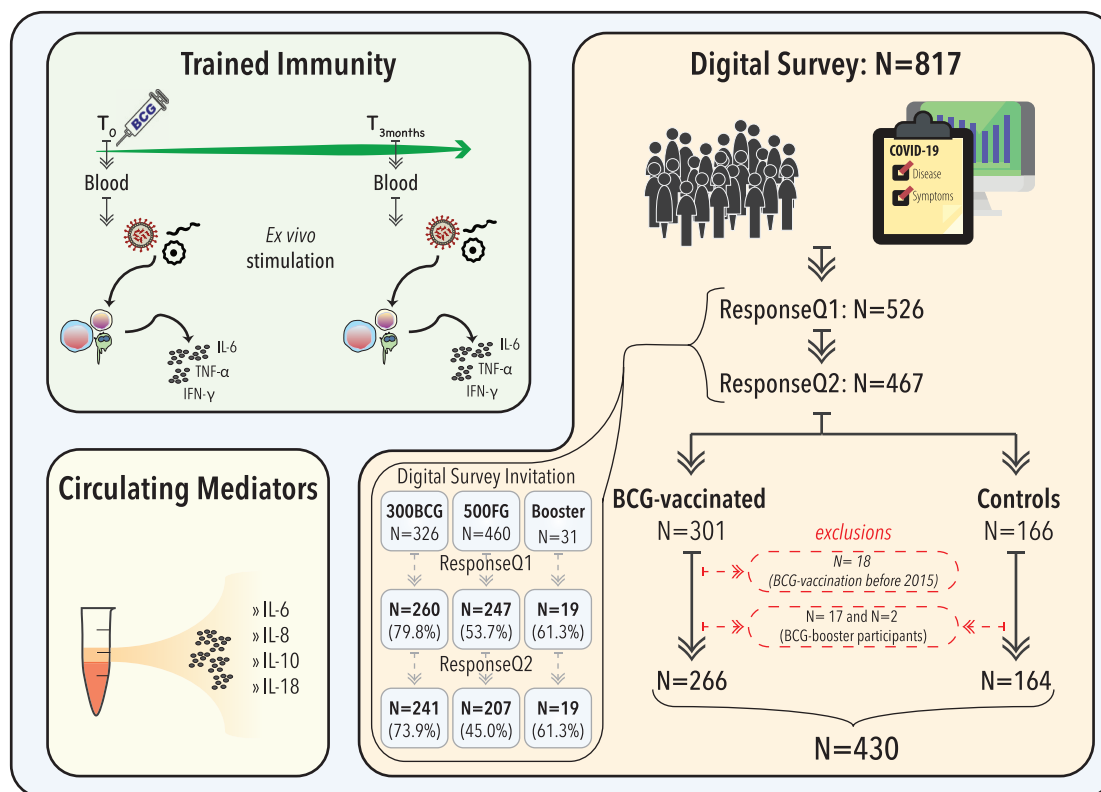 Trained Immunity
T0
BCG
T3months
Blood
Blood
Ex vivo
stimulation
IL-6
TNF-α
IFN-γ
IL-6
TNF-α
IFN-γ
Circulating Mediators
» IL-6
» IL-8
» IL-10
» IL-18
Digital Survey: N=817
COVID-19
Disease
Symptoms
ResponseQ1: N=526
ResponseQ2: N=467
BCG-vaccinated
N=301
Controls
N=166
exclusions
N= 18
(BCG-vaccination before 2015)
N= 17 and N=2
(BCG-booster participants)
N=266
N=164
N=430
Digital Survey Invitation
300BCG
N=326
500FG
N=460
Booster
N=31
ResponseQ1
N=260
(79.8%)
N=247
(53.7%)
N=19
(61.3%)
ResponseQ2
N=241
(73.9%)
N=207
(45.0%)
N=19
(61.3%)